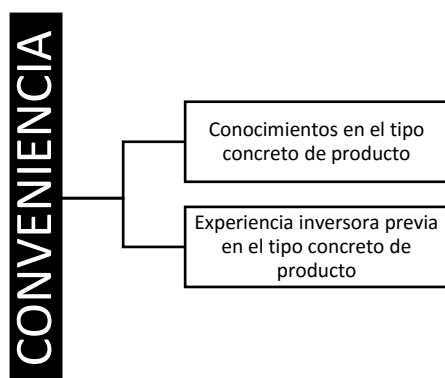 CONVENIENCIA
Conocimientos en el tipo
concreto de producto
Experiencia inversora previa
en el tipo concreto de
producto